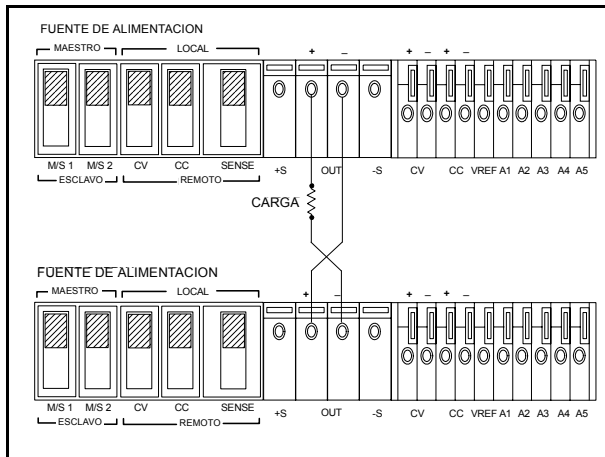 FUENTE DE ALIMENTACION
MAESTRO LOCAL
+ – + – + –
M/S 1 M/S 2 CV CC SENSE +S OUT -S CV CC VREF A1 A2 A3 A4 A5
ESCLAVO REMOTO
CARGA
FUENTE DE ALIMENTACION
MAESTRO LOCAL
+ – + – + –
M/S 1 M/S 2 CV CC SENSE +S OUT -S CV CC VREF A1 A2 A3 A4 A5
ESCLAVO REMOTO